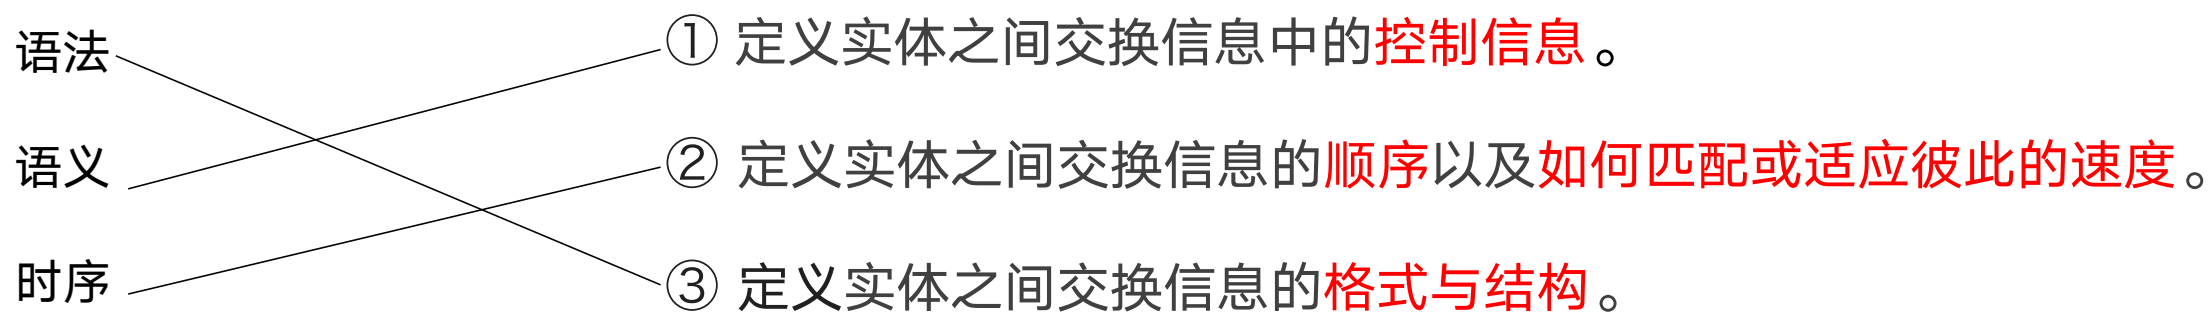 语法
语义
时序
① 定义实体之间交换信息中的控制信息。
② 定义实体之间交换信息的顺序以及如何匹配或适应彼此的速度。
③ 定义实体之间交换信息的格式与结构。